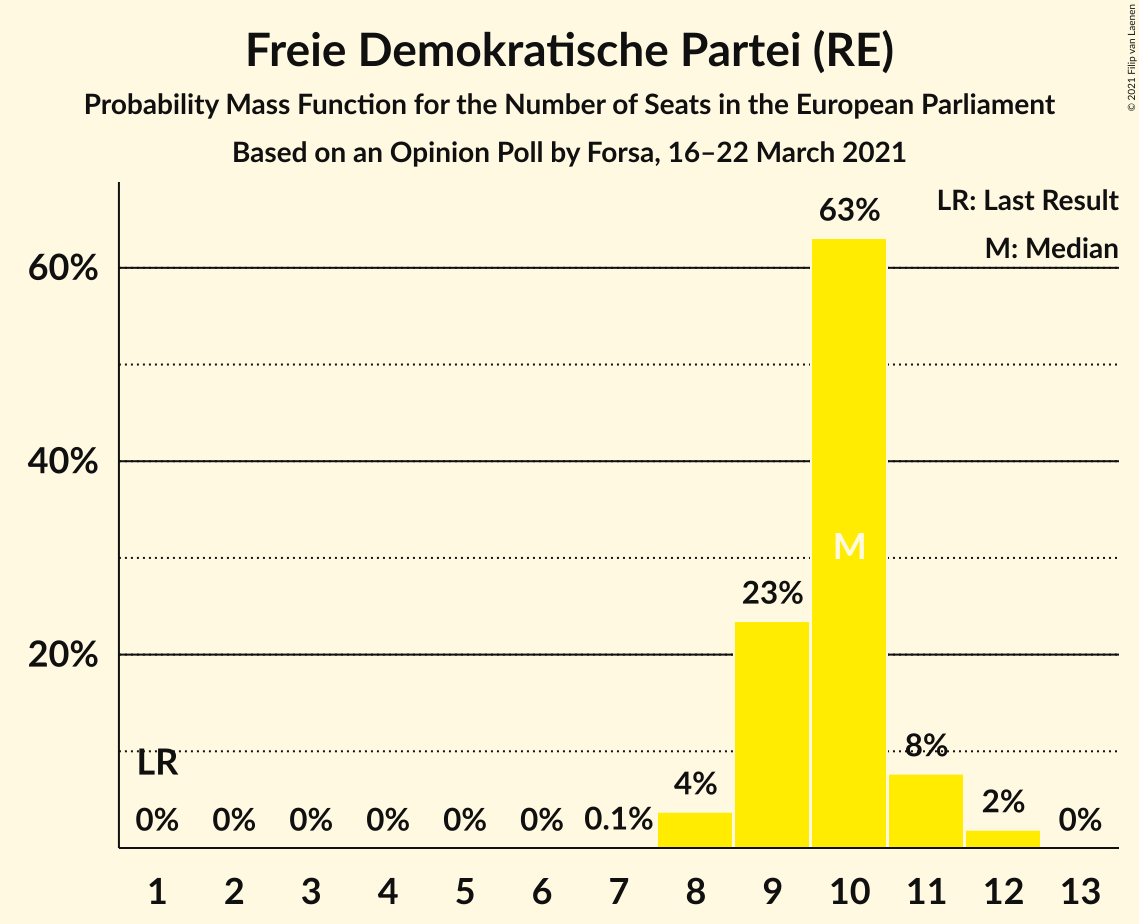 Freie Demokratische Partei (RE)
Probability Mass Function for the Number of Seats in the European Parliament
Based on an Opinion Poll by Forsa, 16–22 March 2021
© 2021 Filip van Laenen
LR: Last Result
M: Median
63%
60%
40%
M
23%
20%
8%
LR
4%
2%
0% 0% 0% 0% 0% 0% 0.1% 0%
1 2 3 4 5 6 7 8 9 10 11 12 13